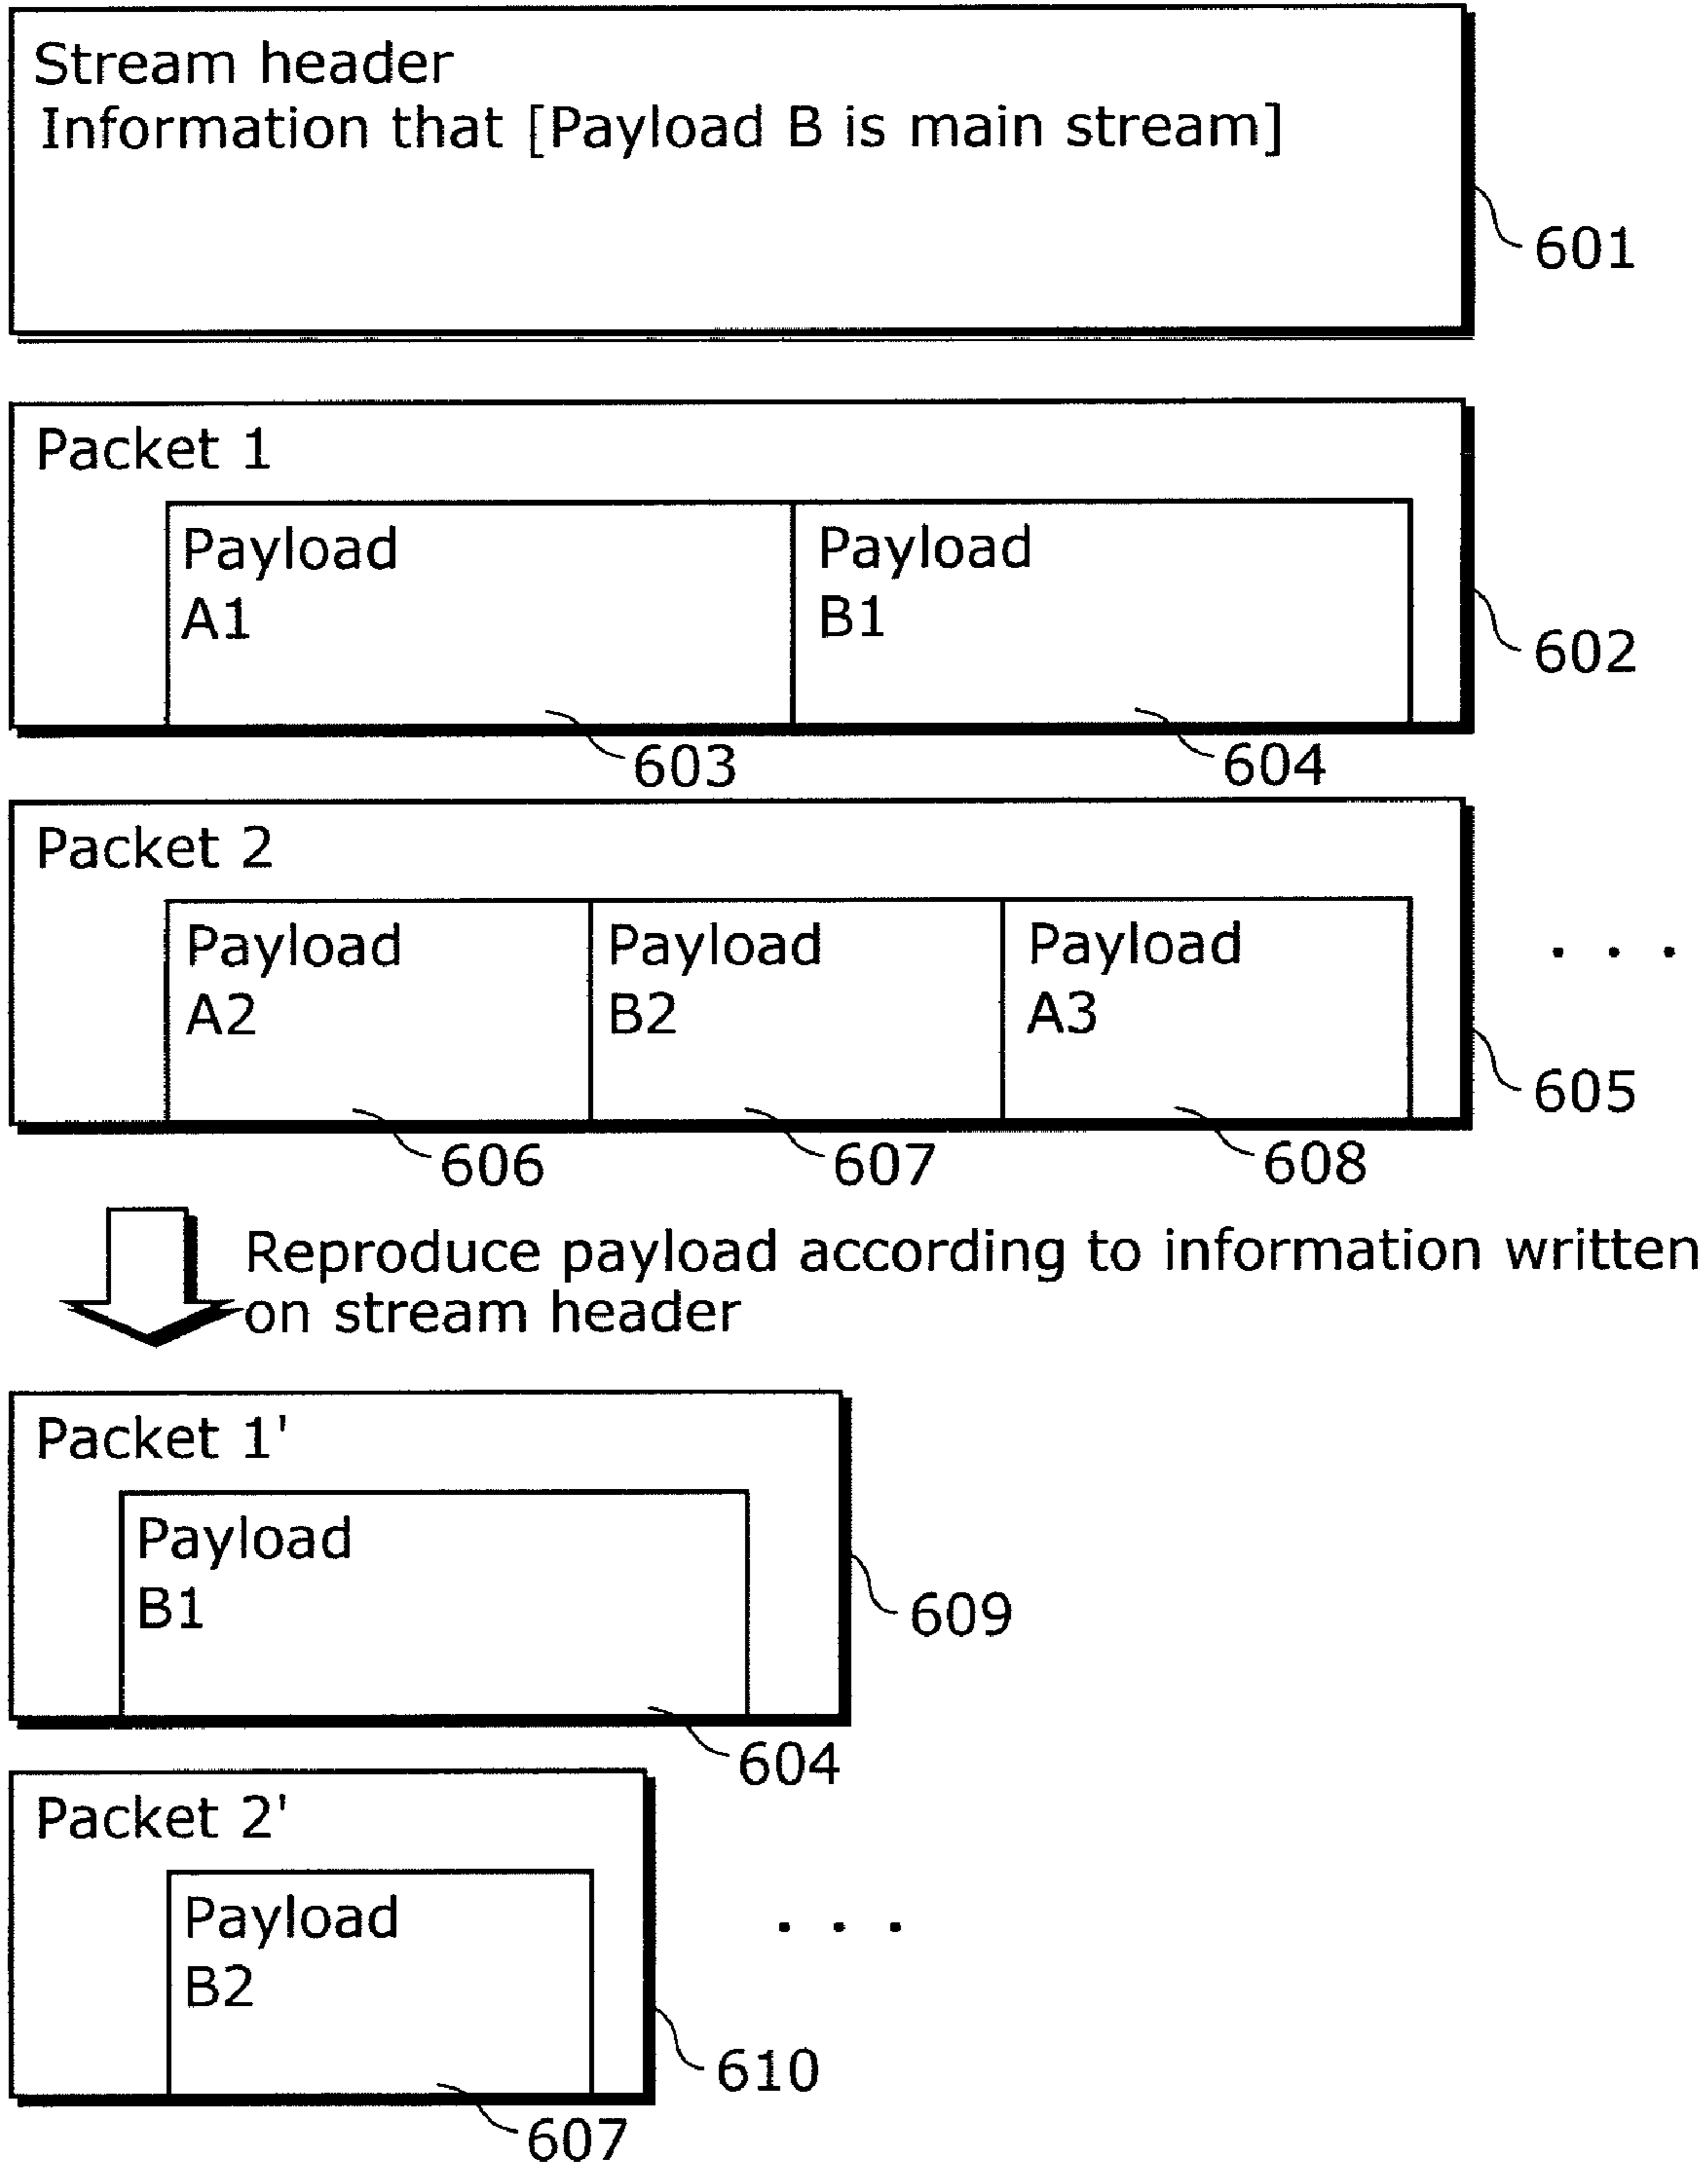 Stream header
Information that [Payload B is main stream]
601
Packet 1
Payload
A1
Payload
B1
602
603
604
Packet 2
Payload
A2
Payload
B2
Payload
A3
. . .
605
606
607
608
Reproduce payload according to information written
on stream header
Packet 1'
Payload
B1
609
604
Packet 2'
Payload
B2
. . .
610
607